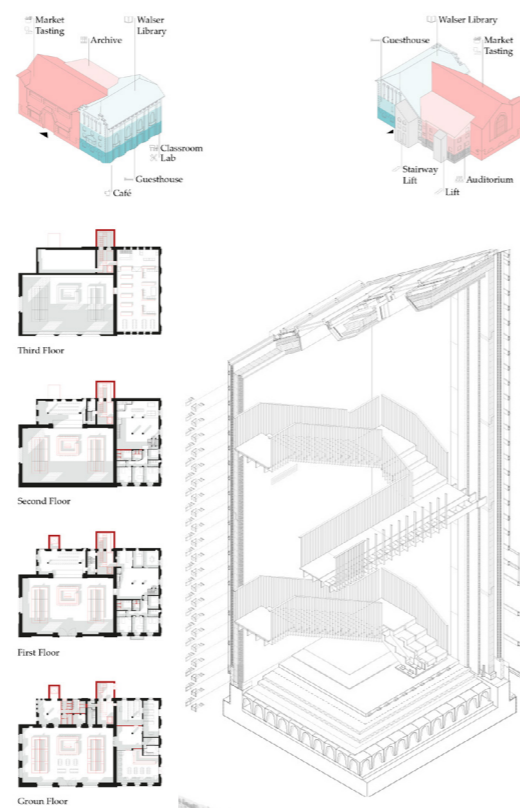 Market
Tasting
Archive
Walser
Library
Classroom
Lab
Guesthouse
Café
Guesthouse
Walser Library
Market
Tasting
Stairway
Lift
Lift
Auditorium
Third Floor
Second Floor
First Floor
Groun Floor